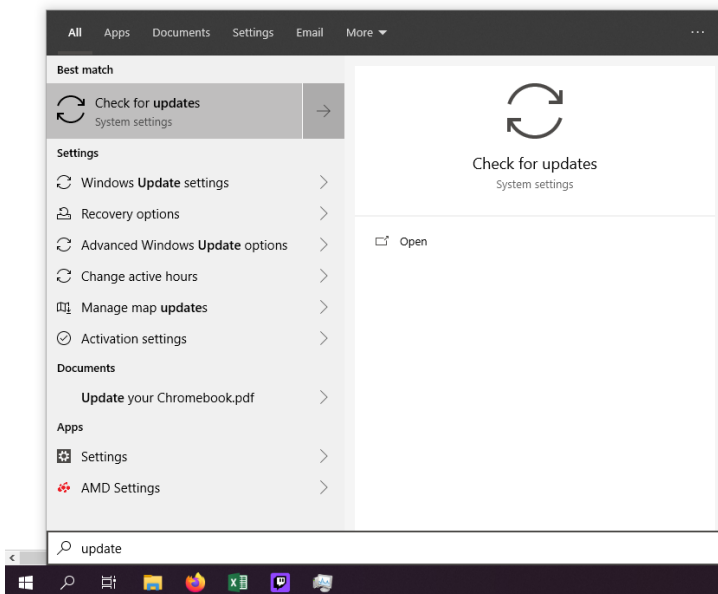 All Apps Documents Settings Email More
Best match
Check for updates
System settings
Settings
Windows Update settings
Recovery options
Advanced Windows Update options
Change active hours
Manage map updates
Activation settings
Documents
Update your Chromebook.pdf
Apps
Settings
AMD Settings
Check for updates
System settings
Open
update